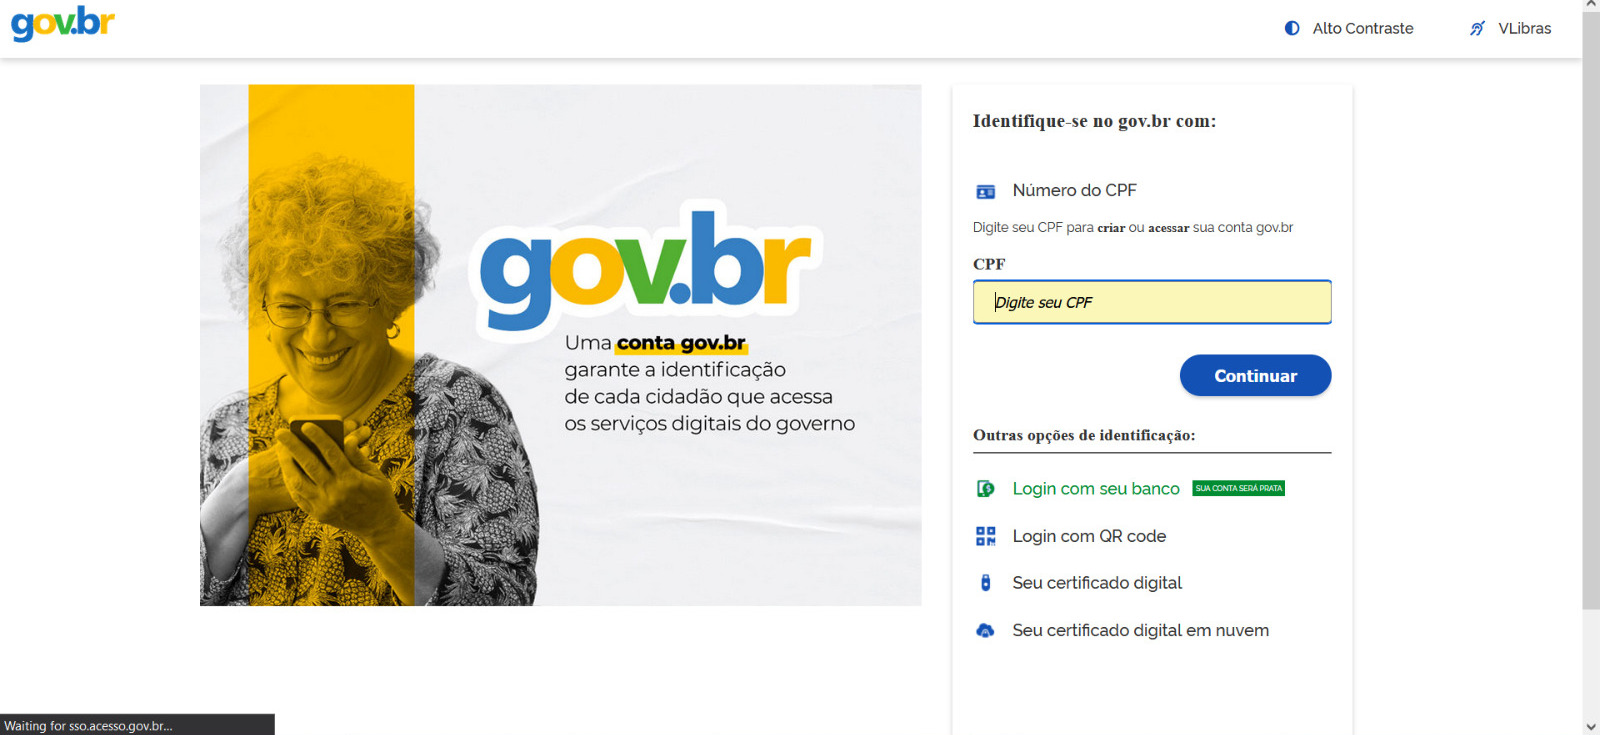 gov.br
Alto Contraste
VLibras
gov.br
Uma conta gov.br
garante a identificação
de cada cidadão que acessa
os serviços digitais do governo
Identifique-se no gov.br com:
Número do CPF
Digite seu CPF para criar ou acessar sua conta gov.br
CPF
Digite seu CPF
Continuar
Outras opções de identificação:
Login com seu banco SUA CONTA SERÁ PRATA
Login com QR code
Seu certificado digital
Seu certificado digital em nuvem
Waiting for sso.acesso.gov.br...